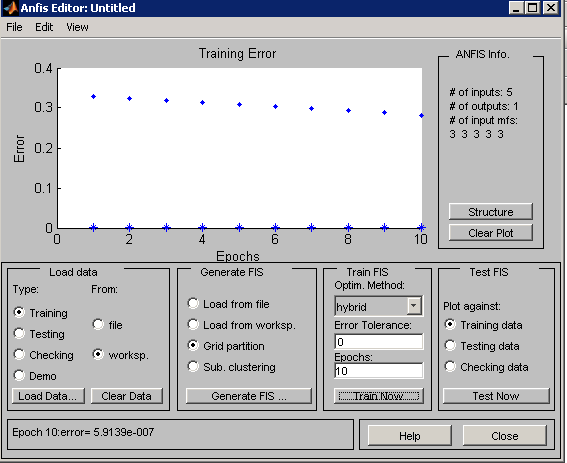 Anfis Editor: Untitled
File Edit View
Training Error
0.4
0.3
0.2
0.1
0
Error
0 2 4 6 8 10
Epochs
ANFIS Info.
# of inputs: 5
# of outputs: 1
# of input mfs:
3 3 3 3 3
Structure
Clear Plot
Load data
Type: From:
Training
file
Testing
Checking
worksp.
Demo
Load Data... Clear Data
Generate FIS
Load from file
Load from worksp.
Grid partition
Sub. clustering
Generate FIS ...
Train FIS
Optim. Method:
hybrid
Error Tolerance:
0
Epochs:
10
Train Now
Test FIS
Plot against:
Training data
Testing data
Checking data
Test Now
Epoch 10:error= 5.9139e-007
Help Close